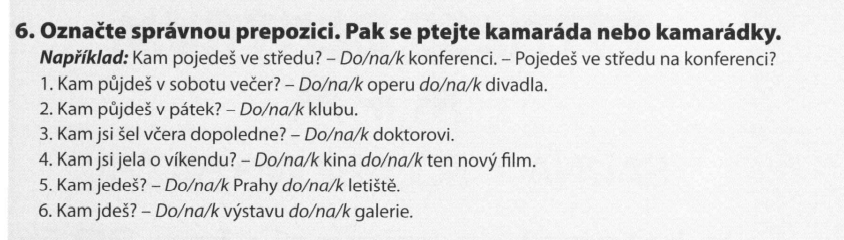 6. Označte správnou prepozici. Pak se ptejte kamaráda nebo kamarádky.
Například: Kam pojedeš ve středu? – Do/na/k konferenci. – Pojedeš ve středu na konferenci?
1. Kam půjdeš v sobotu večer? – Do/na/k operu do/na/k divadla.
2. Kam půjdeš v pátek? – Do/na/k klubu.
3. Kam jsi šel včera dopoledne? – Do/na/k doktorovi.
4. Kam jsi jela o víkendu? – Do/na/k kina do/na/k ten nový film.
5. Kam jedeš? – Do/na/k Prahy do/na/k letiště.
6. Kam jdeš? – Do/na/k výstavu do/na/k galerie.